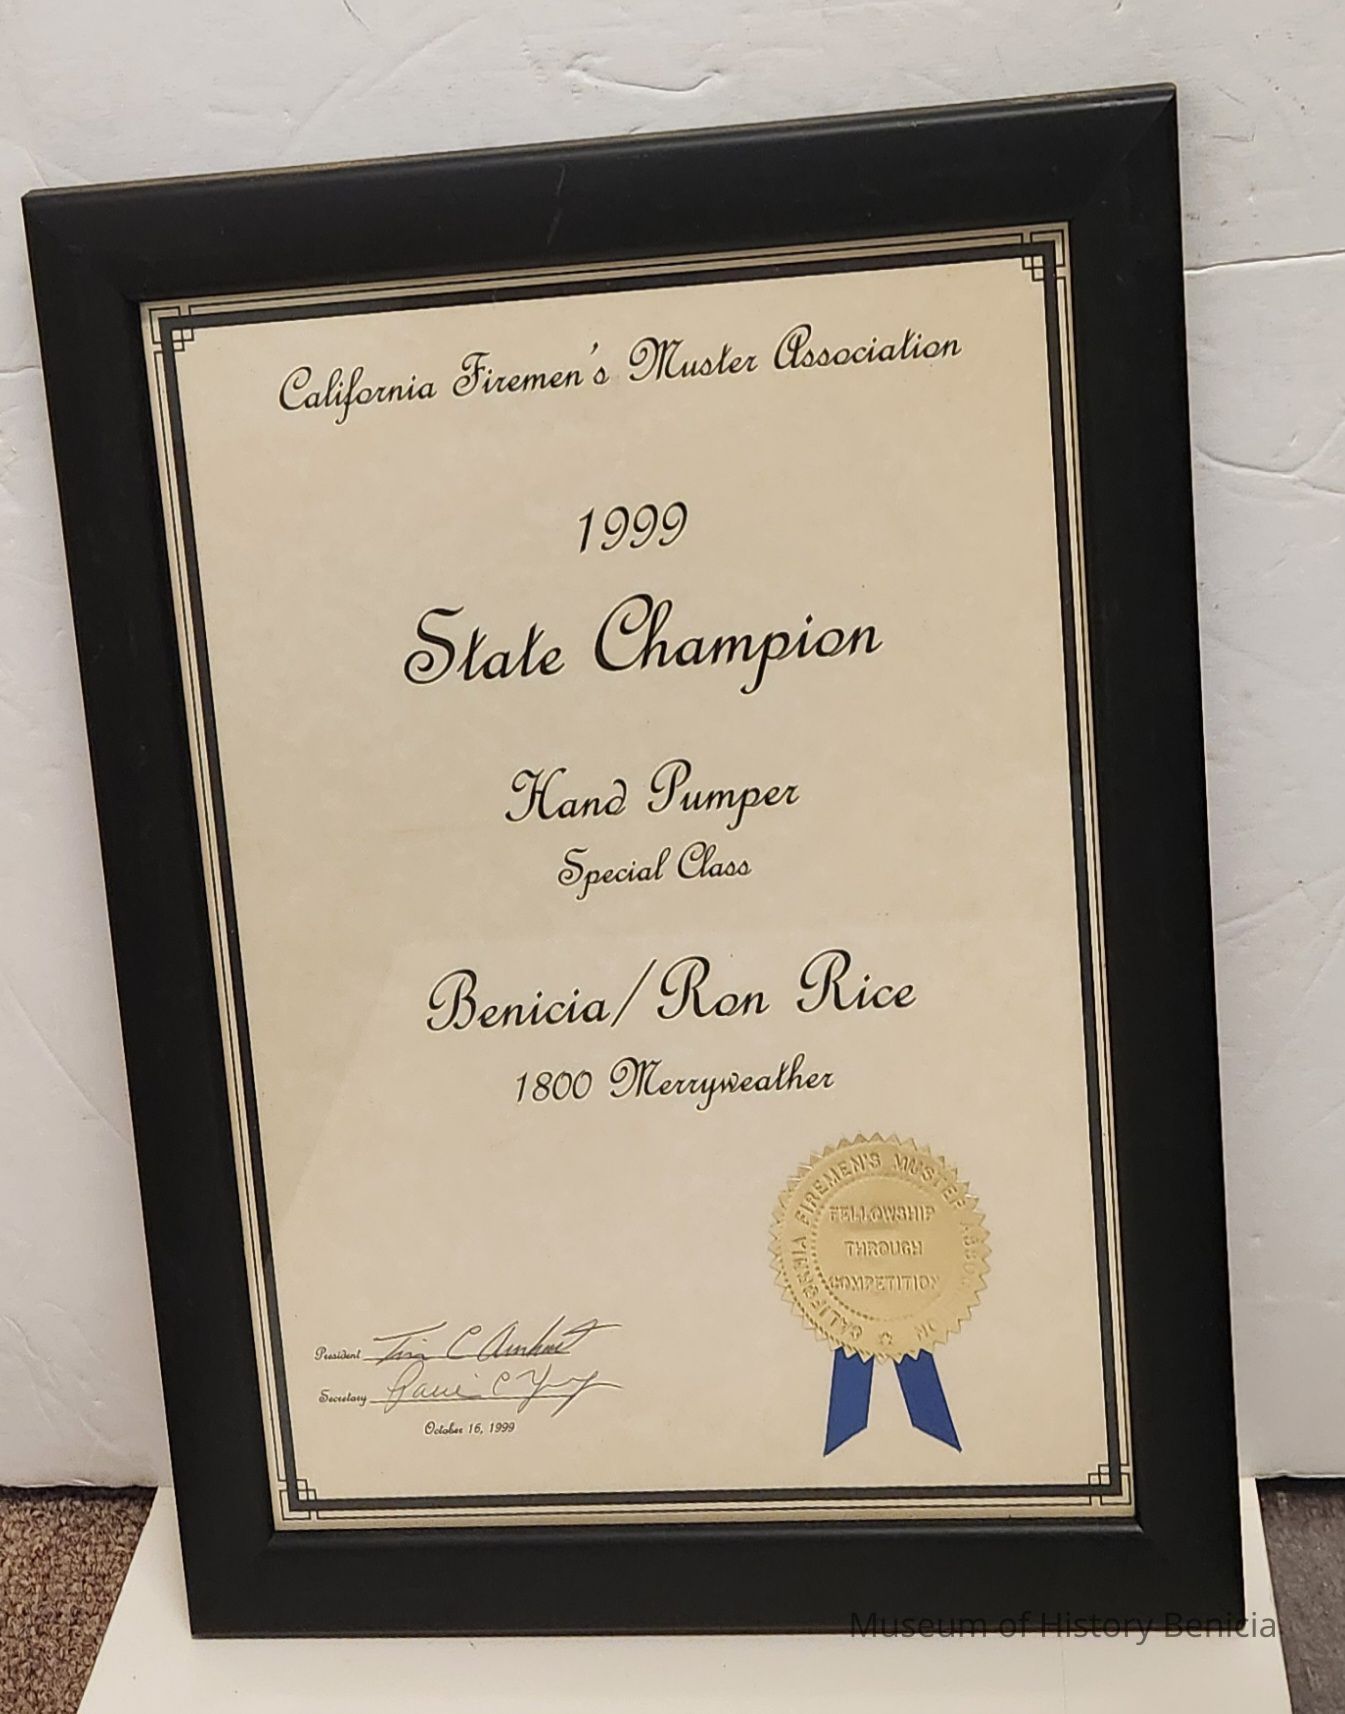 California Firemen's Muster Association
1999
State Champion
Hand Pumper
Special Class
Benicia/Ron Rice
1800 Merryweather
CALIFORNIA FIREMEN'S MUSTER
FELLOWSHIP
THROUGH
COMPETITION
President
Secretary
October 16, 1999
Museum of History Benicia